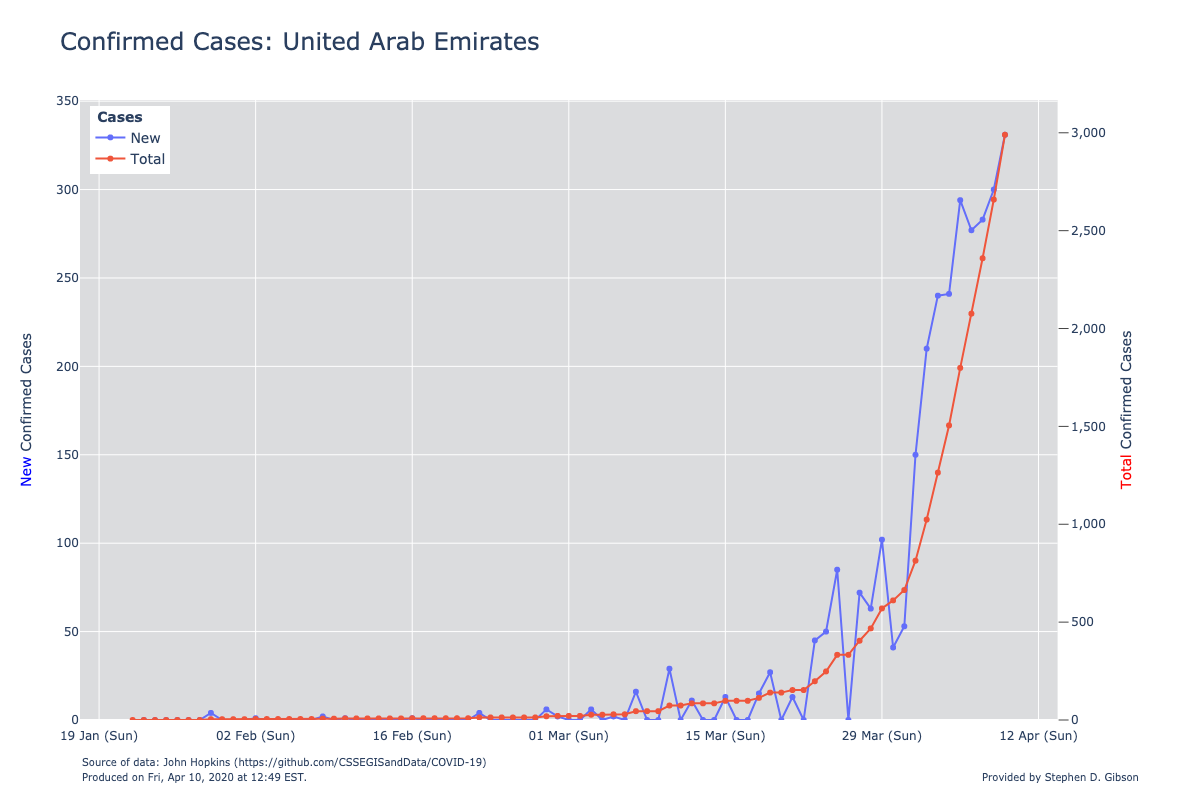 Confirmed Cases: United Arab Emirates
Cases
New
Total
350
300
250
200
150
100
50
0
3,000
2,500
2,000
1,500
1,000
500
0
New Confirmed Cases
Total Confirmed Cases
19 Jan (Sun)
02 Feb (Sun)
16 Feb (Sun)
01 Mar (Sun)
15 Mar (Sun)
29 Mar (Sun)
12 Apr (Sun)
Source of data: John Hopkins (https://github.com/CSSEGISandData/COVID-19)
Produced on Fri, Apr 10, 2020 at 12:49 EST.
Provided by Stephen D. Gibson